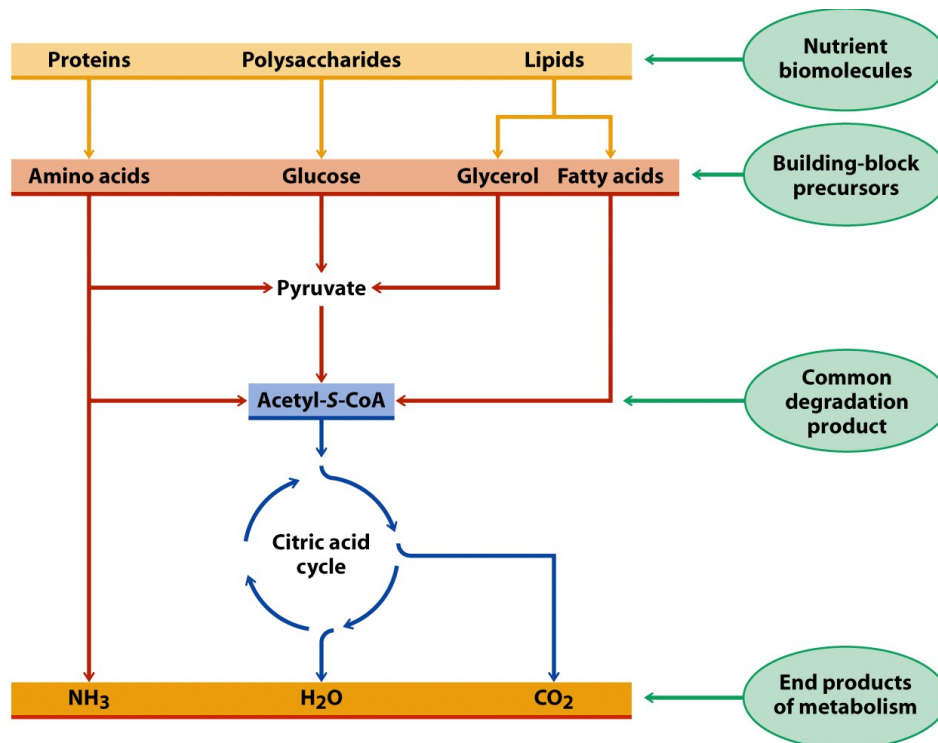 Proteins Polysaccharides Lipids
Nutrient
biomolecules
Amino acids Glucose Glycerol Fatty acids
Building-block
precursors
Pyruvate
Acetyl-S-CoA
Common
degradation
product
Citric acid
cycle
NH₃ H₂O CO₂
End products
of metabolism